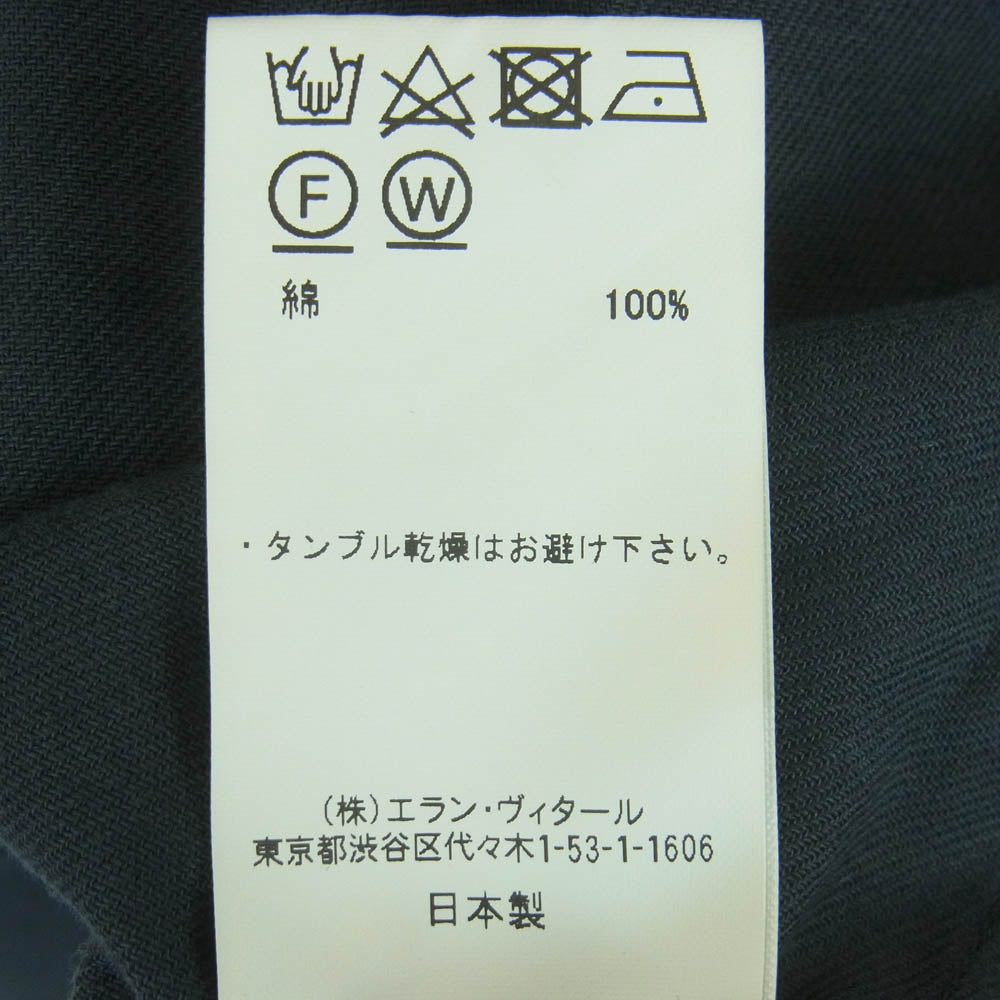 F W
綿 100%
・タンブル乾燥はお避け下さい。
(株)エラン・ヴィタール
東京都渋谷区代々木1-53-1-1606
日本製